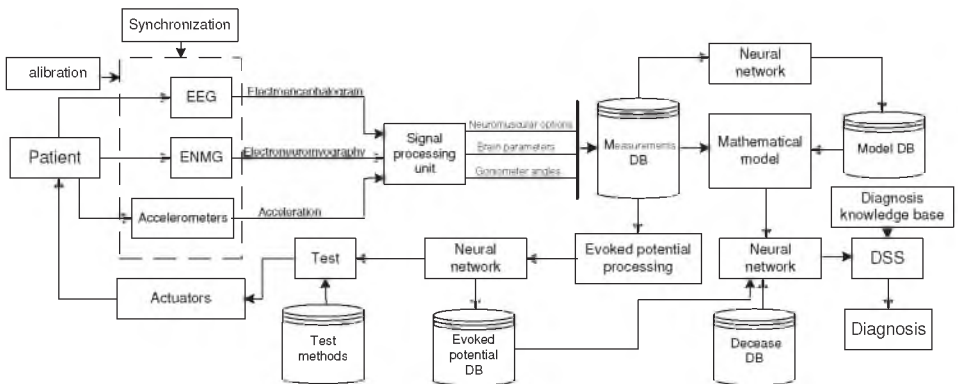 Synchronization
alibration
EEG
Electroencephalogram
Patient
ENMG
Electroneuromyography
Accelerometers
Acceleration
Signal
processing
unit
Neuromuscular options
Brain parameters
Goniometer angles
Measurements
DB
Neural
network
Mathematical
model
Model DB
Diagnosis
knowledge base
Evoked potential
processing
Neural
network
DSS
Neural
network
Test
Actuators
Test
methods
Evoked
potential
DB
Decease
DB
Diagnosis